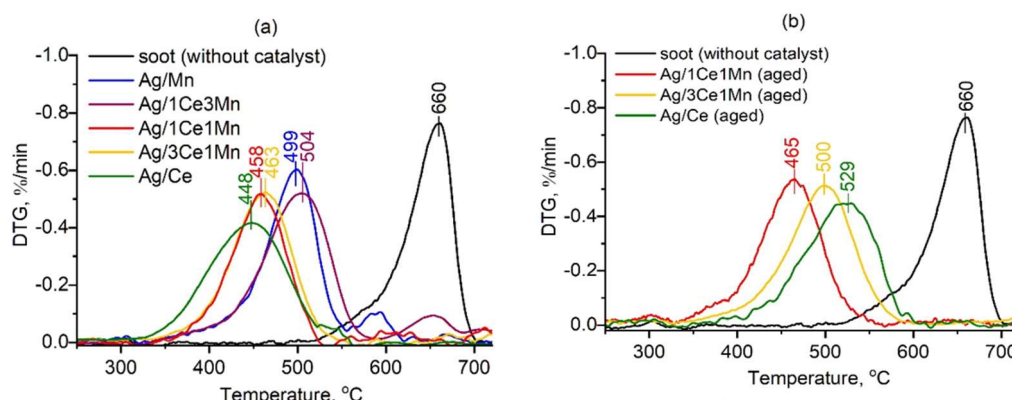 (a)
DTG, %/min
-1.0
-0.8
-0.6
-0.4
-0.2
0.0
soot (without catalyst)
Ag/Mn
Ag/1Ce3Mn
Ag/1Ce1Mn
Ag/3Ce1Mn
Ag/Ce
448
458
463
499
504
660
300
400
500
600
700
Temperature, °C
(b)
DTG, %/min
-1.0
-0.8
-0.6
-0.4
-0.2
0.0
soot (without catalyst)
Ag/1Ce1Mn (aged)
Ag/3Ce1Mn (aged)
Ag/Ce (aged)
465
500
529
660
300
400
500
600
700
Temperature, °C